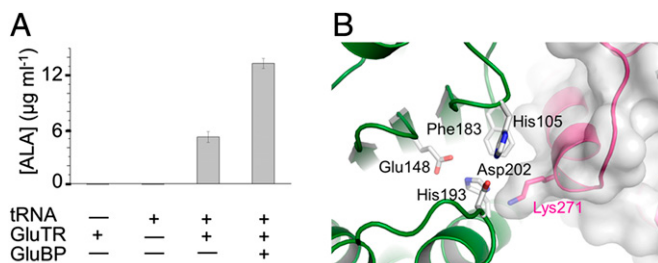 A
[ALA] (µg ml-1)
12
6
0
tRNA — + + +
GluTR + — + +
GluBP — — — +
B
Phe183
His105
Glu148
Asp202
His193
Lys271